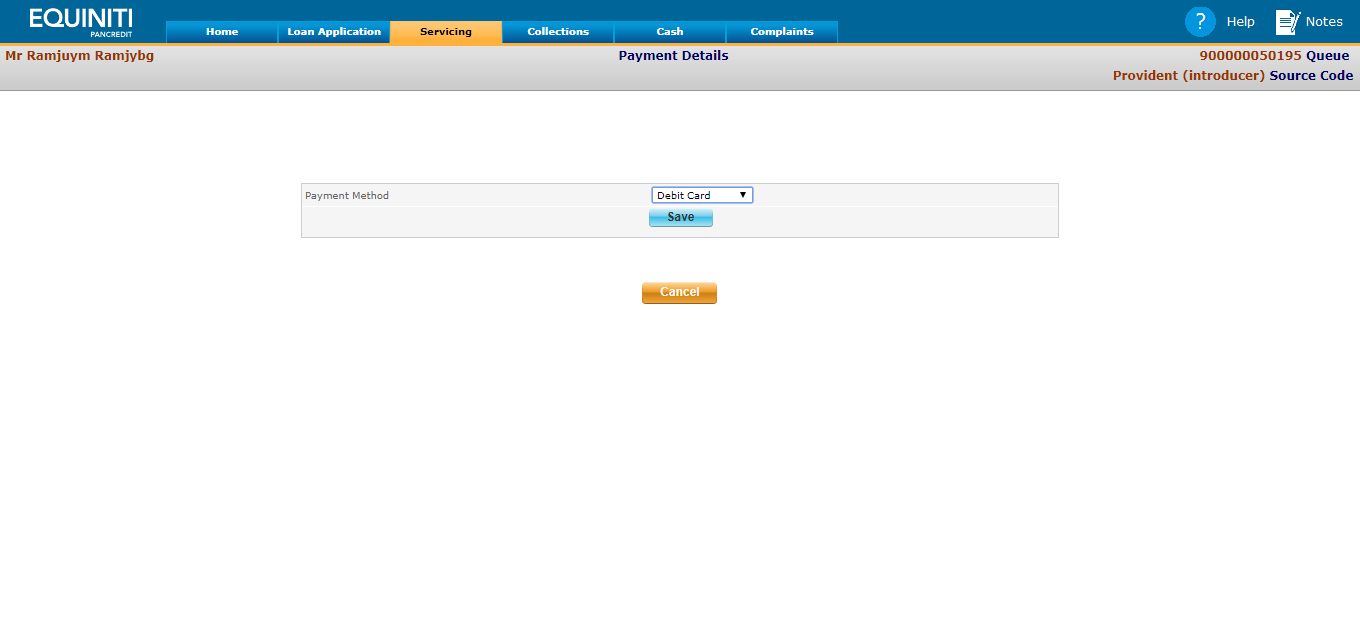 EQUINITI
PANCREDIT
Home Loan Application Servicing Collections Cash Complaints
? Help Notes
Mr Ramjuym Ramjybg Payment Details 900000050195 Queue
Provident (introducer) Source Code
Payment Method Debit Card
Save
Cancel